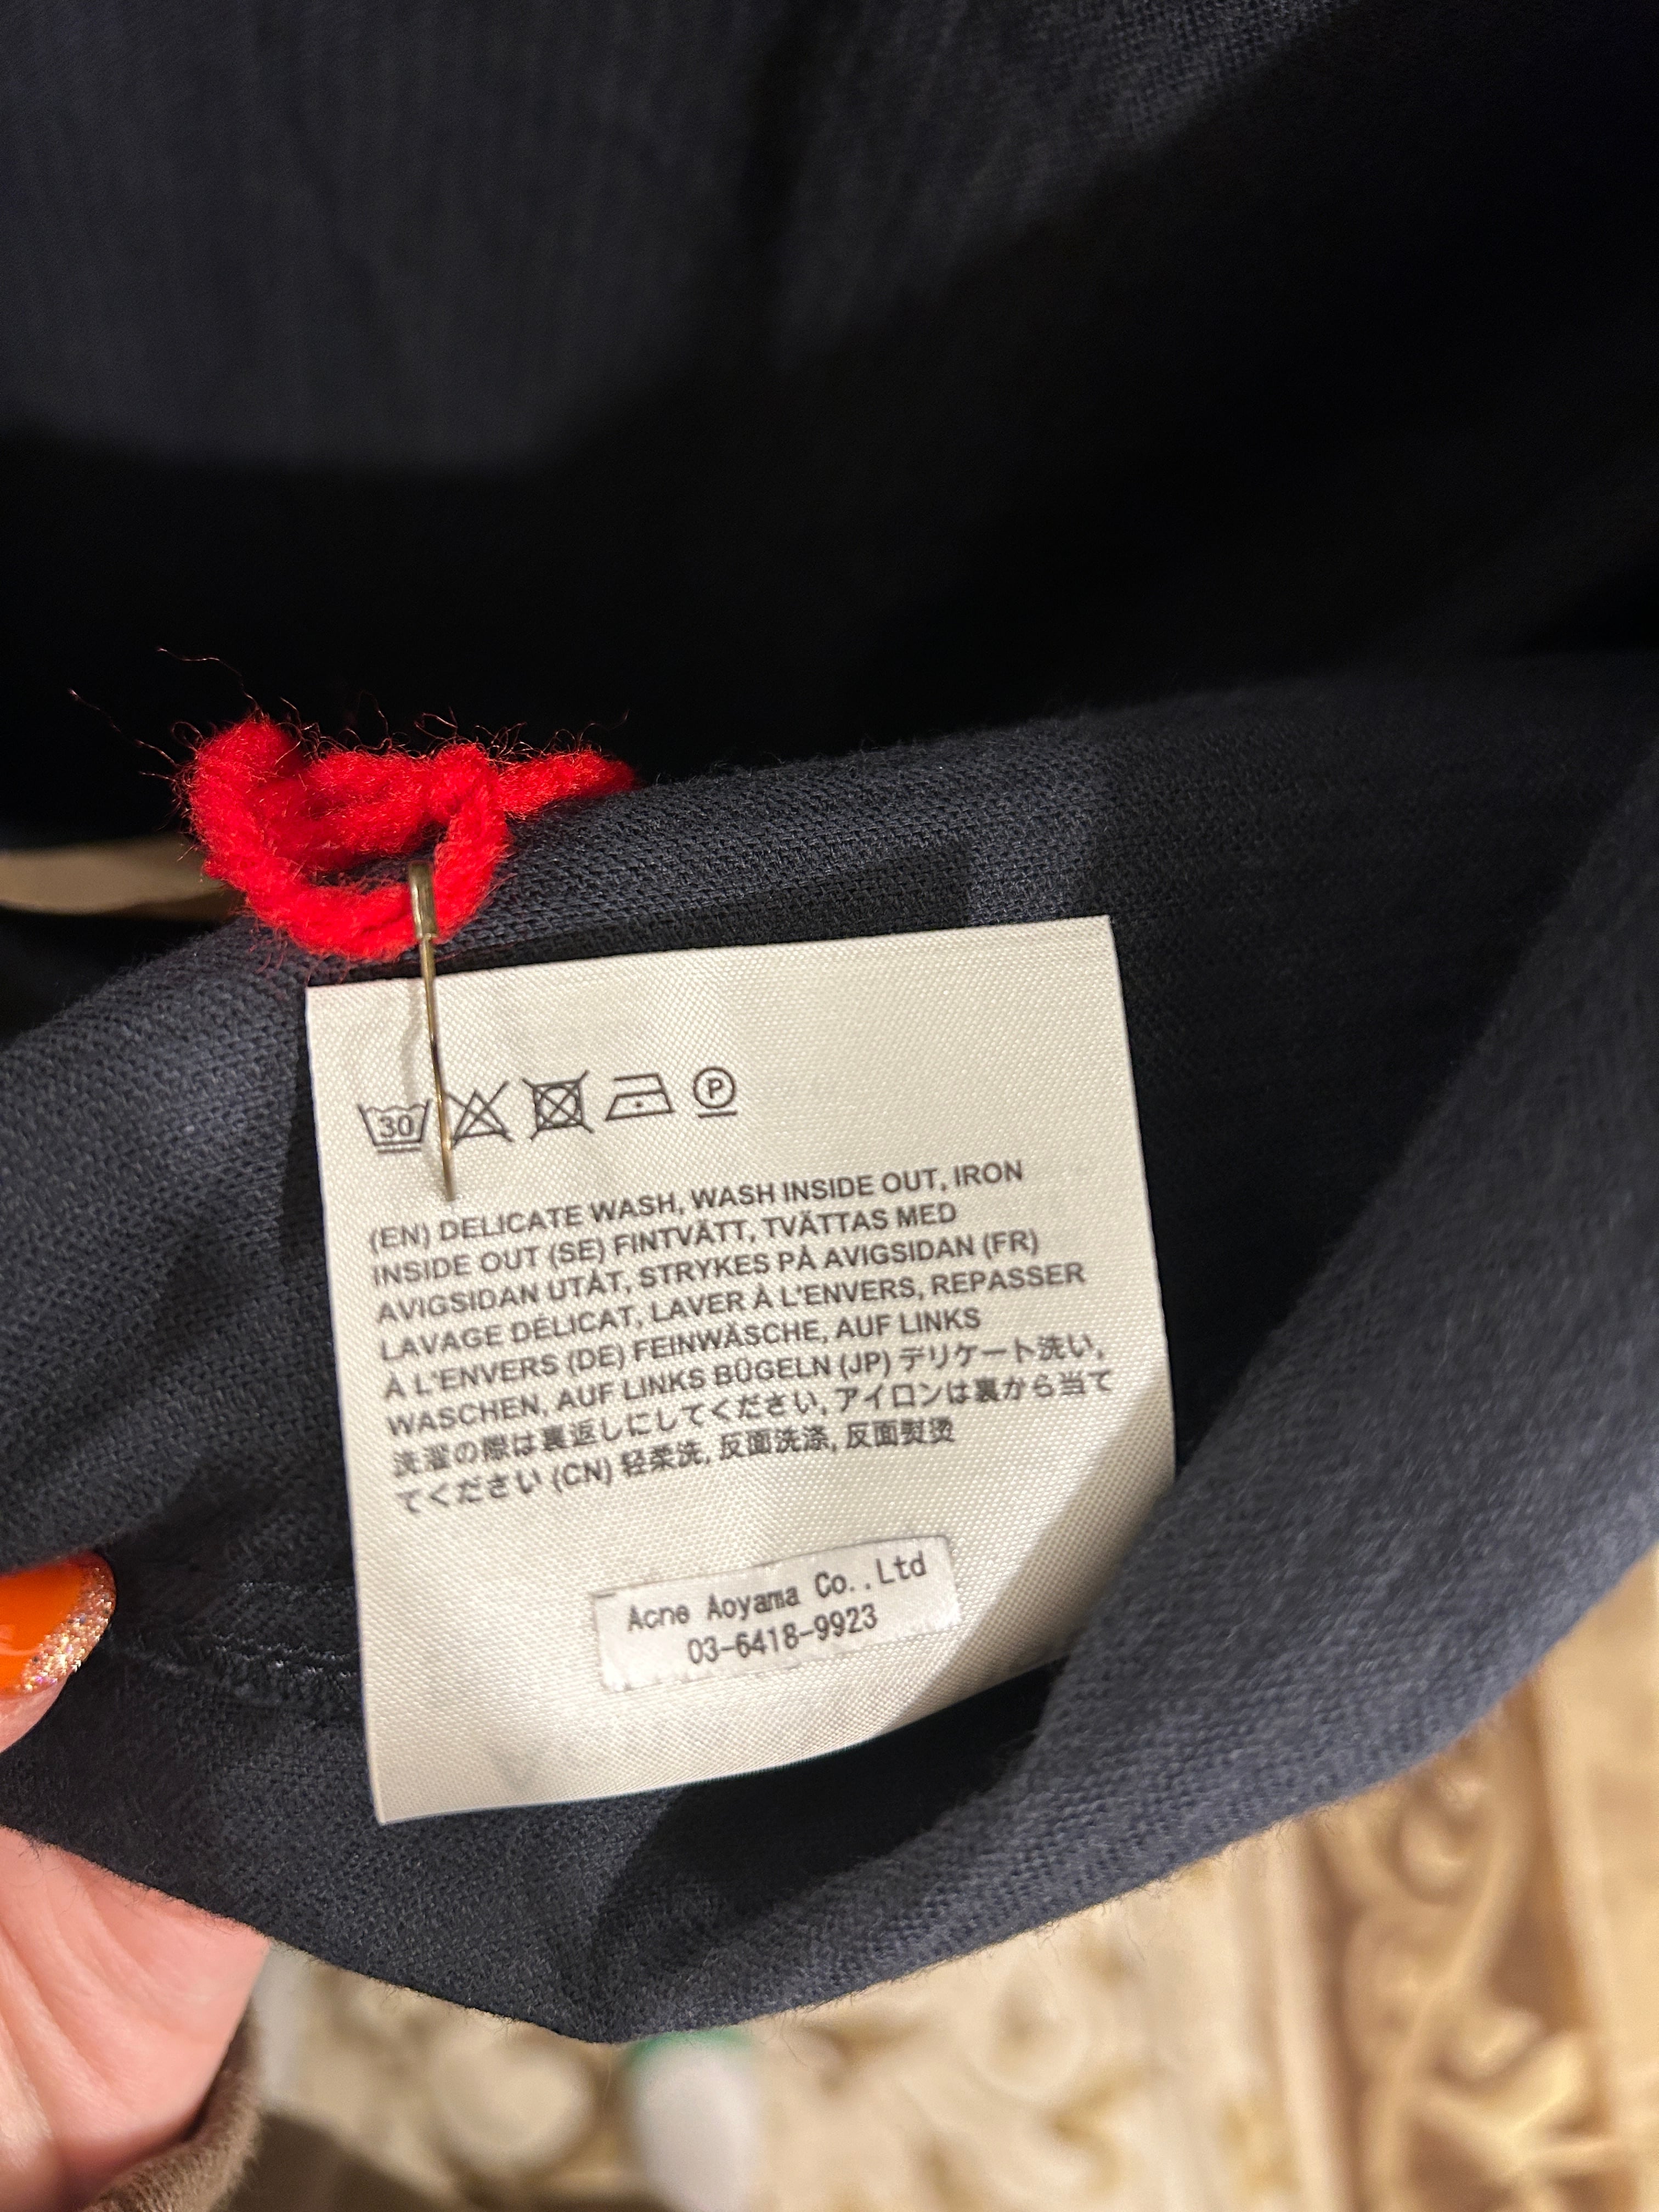 30 P
(EN) DELICATE WASH, WASH INSIDE OUT, IRON
INSIDE OUT (SE) FINTVÄTT, TVÄTTAS MED
AVIGSIDAN UTÅT, STRYKES PÅ AVIGSIDAN (FR)
LAVAGE DÉLICAT, LAVER À L'ENVERS, REPASSER
À L'ENVERS (DE) FEINWÄSCHE, AUF LINKS
WASCHEN, AUF LINKS BÜGELN (JP) デリケート洗い,
洗濯の際は裏返しにしてください, アイロンは裏から当て
てください (CN) 轻柔洗, 反面洗涤, 反面熨烫
Acne Aoyama Co.,Ltd
03-6418-9923